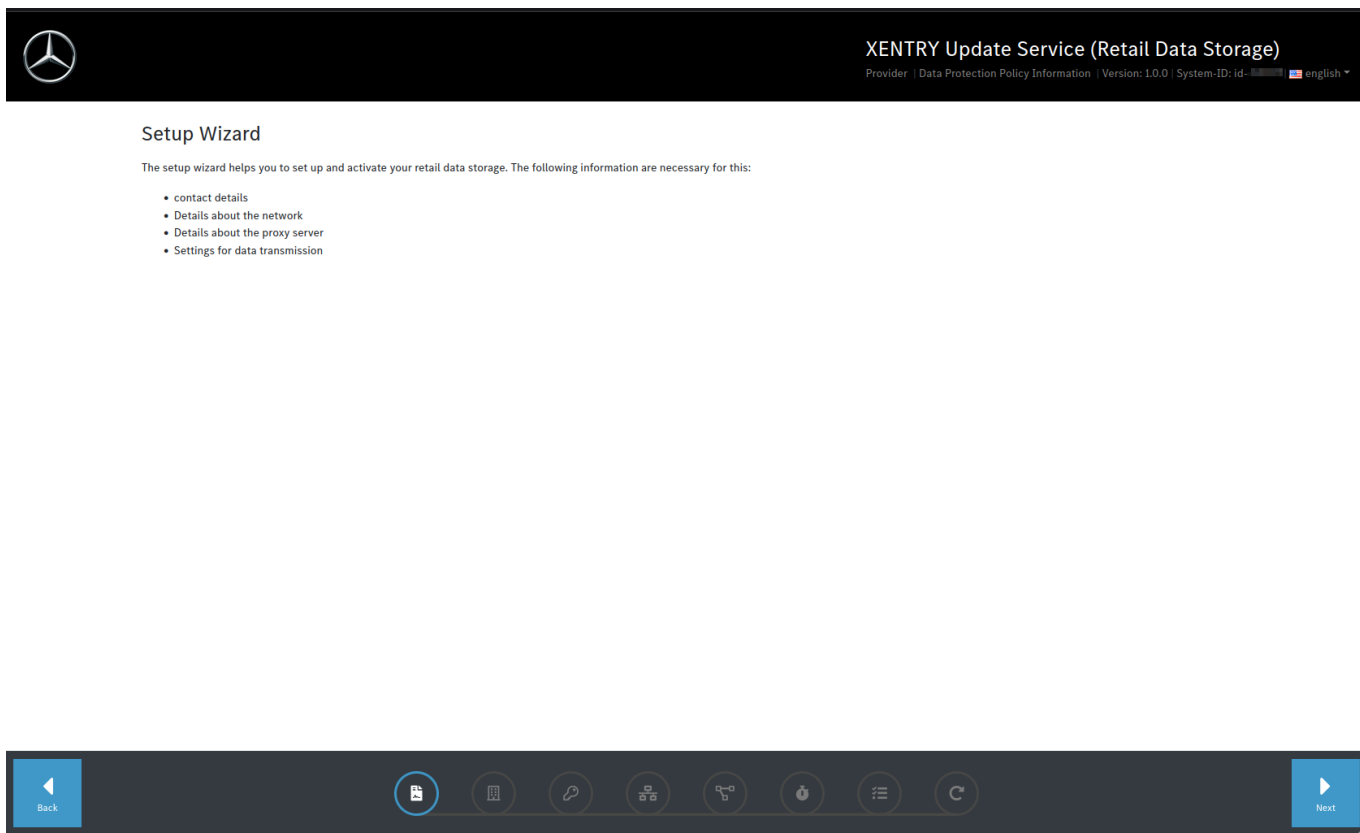 XENTRY Update Service (Retail Data Storage)
Provider | Data Protection Policy Information | Version: 1.0.0 | System-ID: id- | english
Setup Wizard
The setup wizard helps you to set up and activate your retail data storage. The following information are necessary for this:
• contact details
• Details about the network
• Details about the proxy server
• Settings for data transmission
Back
Next